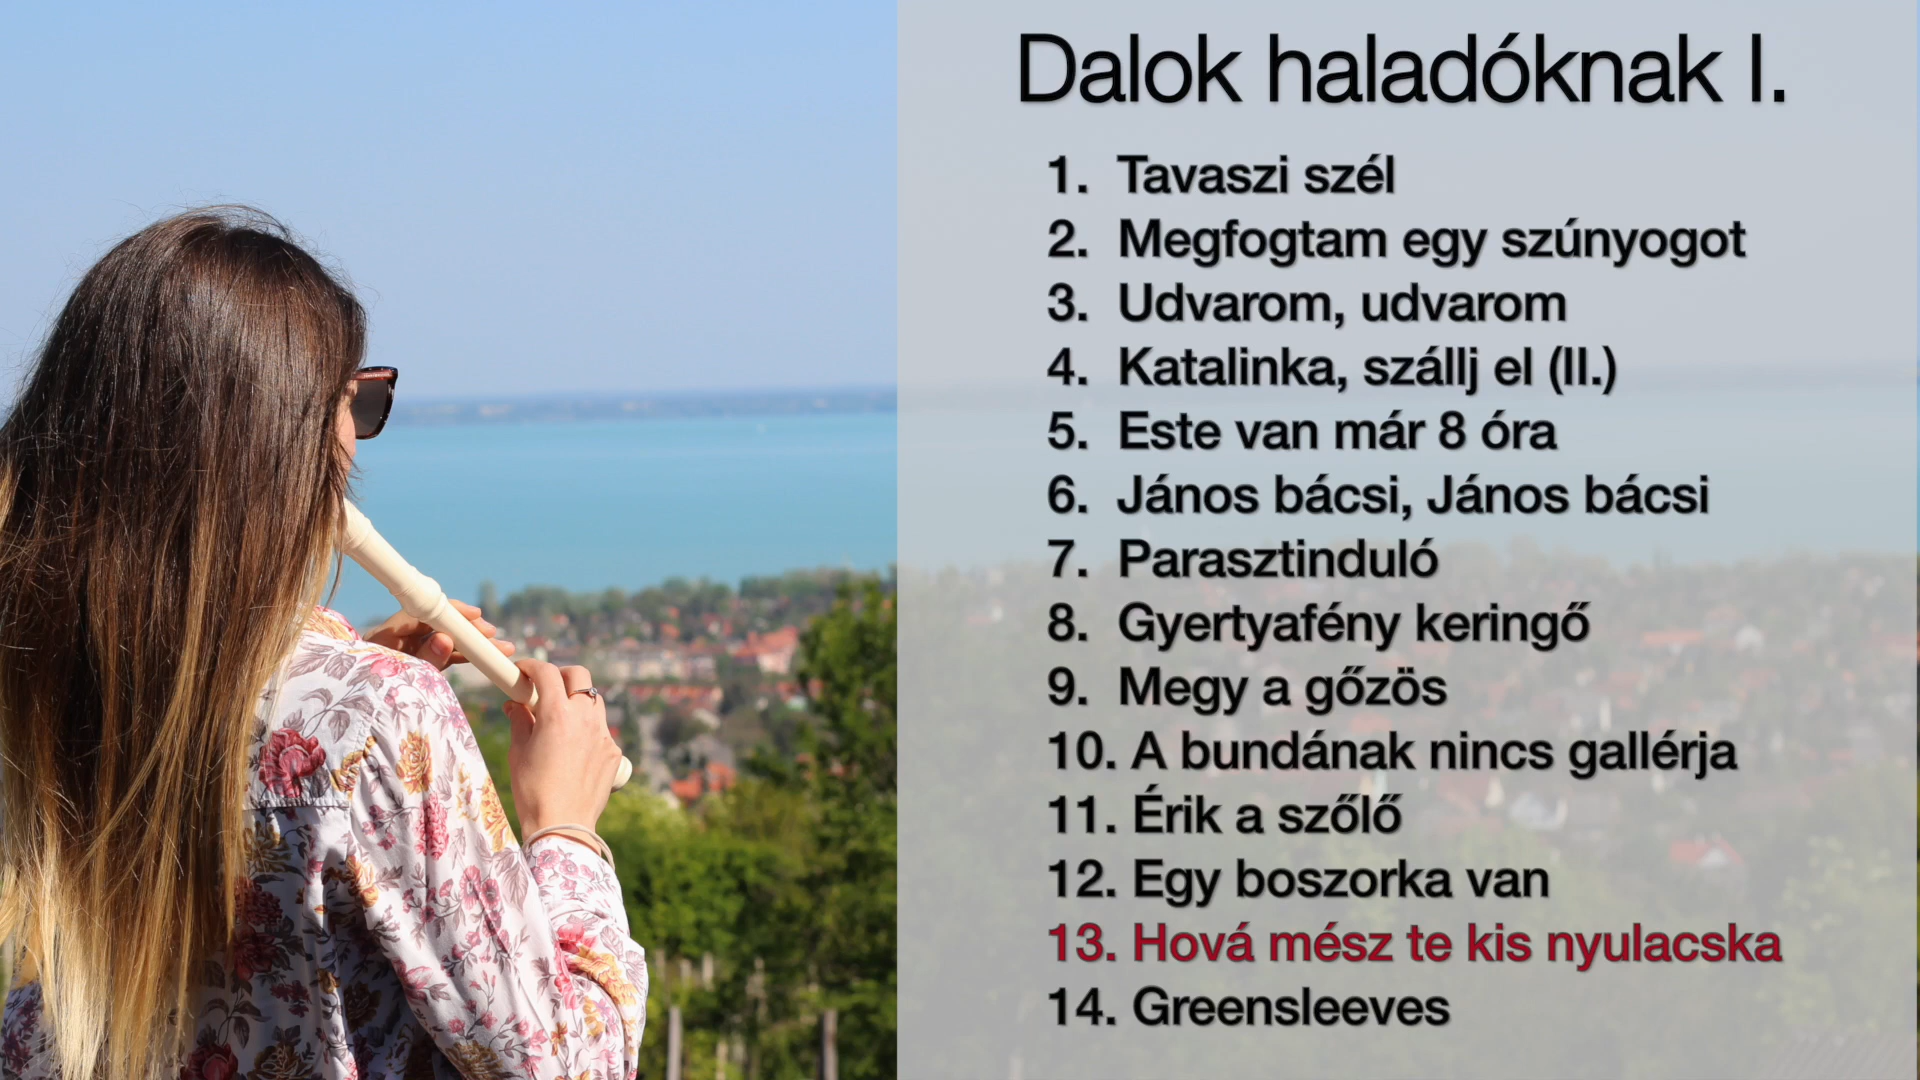 Dalok haladóknak I.
1. Tavaszi szél
2. Megfogtam egy szúnyogot
3. Udvarom, udvarom
4. Katalinka, szállj el (II.)
5. Este van már 8 óra
6. János bácsi, János bácsi
7. Parasztinduló
8. Gyertyafény keringő
9. Megy a gőzös
10. A bundának nincs gallérja
11. Érik a szőlő
12. Egy boszorka van
13. Hová mész te kis nyulacska
14. Greensleeves